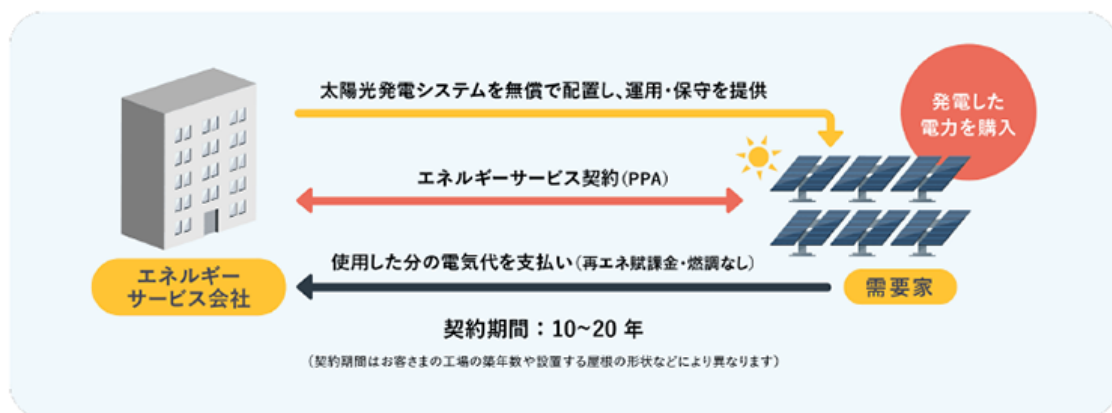 太陽光発電システムを無償で配置し、運用・保守を提供
発電した
電力を購入
エネルギーサービス契約(PPA)
使用した分の電気代を支払い(再エネ賦課金・燃調なし)
エネルギー
サービス会社
需要家
契約期間：10~20 年
(契約期間はお客さまの工場の築年数や設置する屋根の形状などにより異なります)